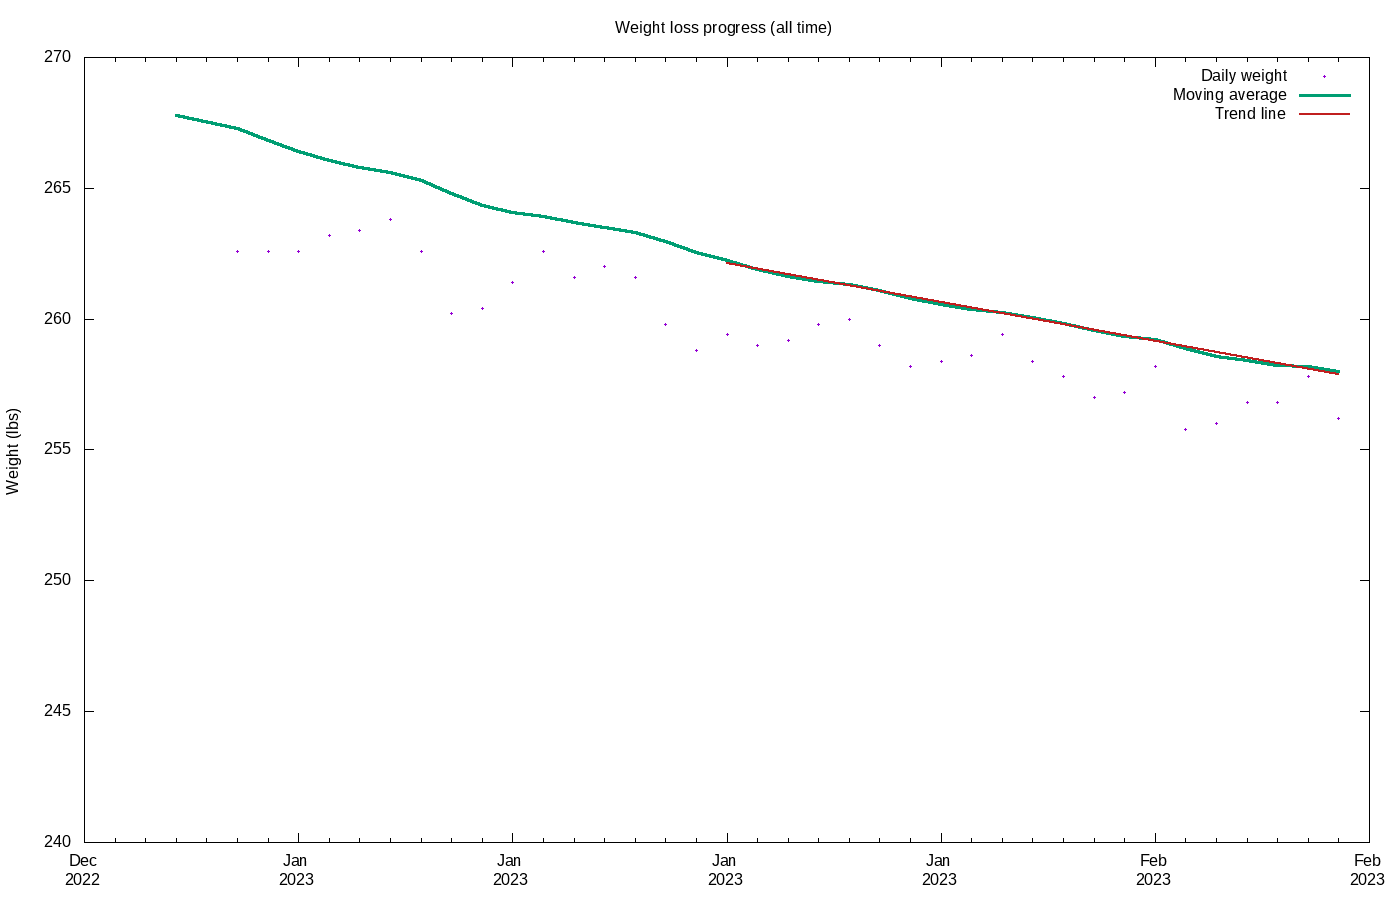 Weight loss progress (all time)
270
265
260
255
250
245
240
Weight (lbs)
Daily weight
Moving average
Trend line
Dec Jan Jan Jan Jan Feb Feb
2022 2023 2023 2023 2023 2023 2023